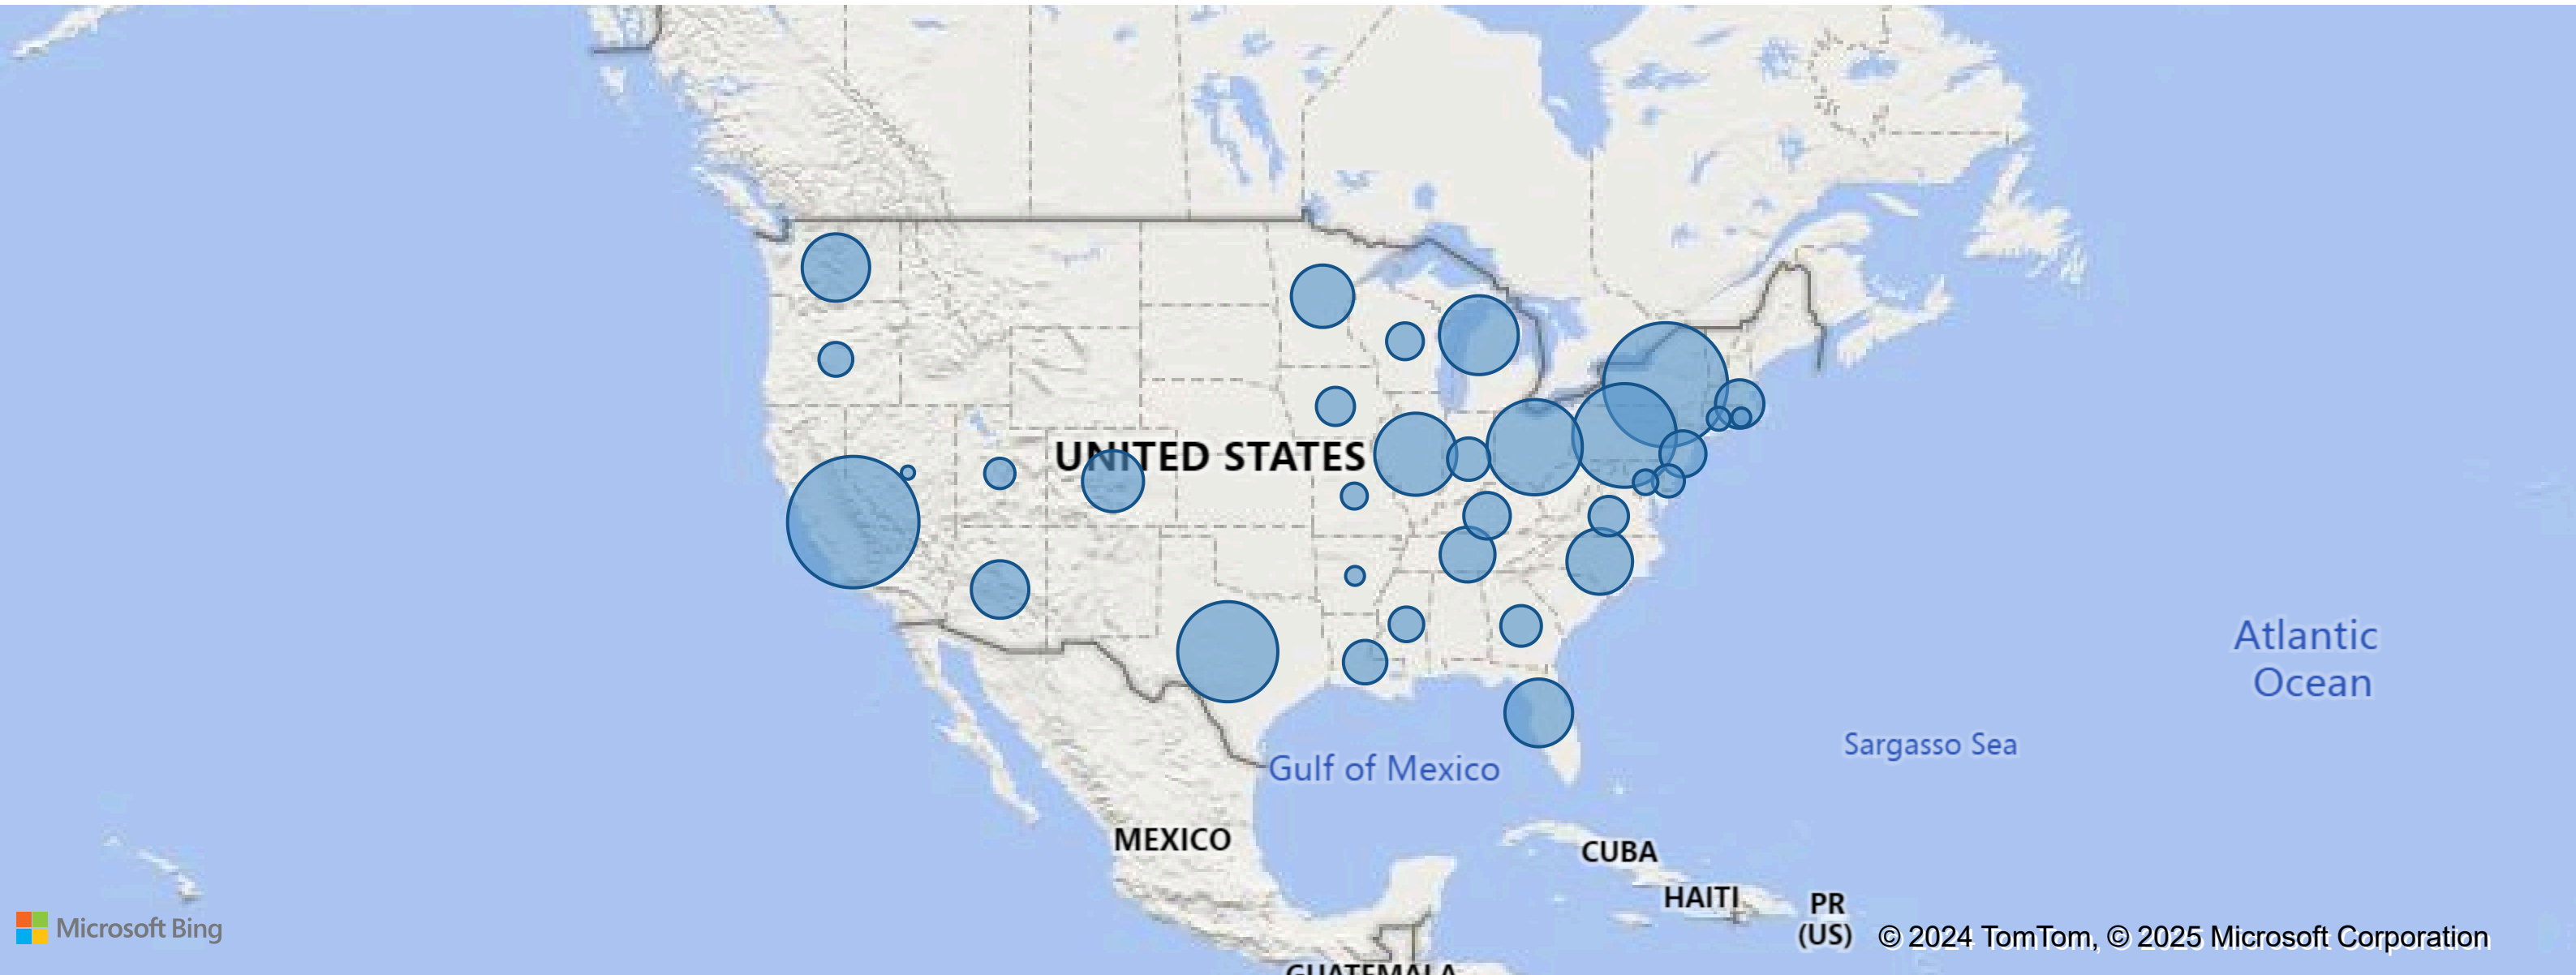 UNITED STATES
Atlantic
Ocean
Sargasso Sea
Gulf of Mexico
MEXICO
CUBA
HAITI
PR
(US)
Microsoft Bing
© 2024 TomTom, © 2025 Microsoft Corporation
GUATEMALA